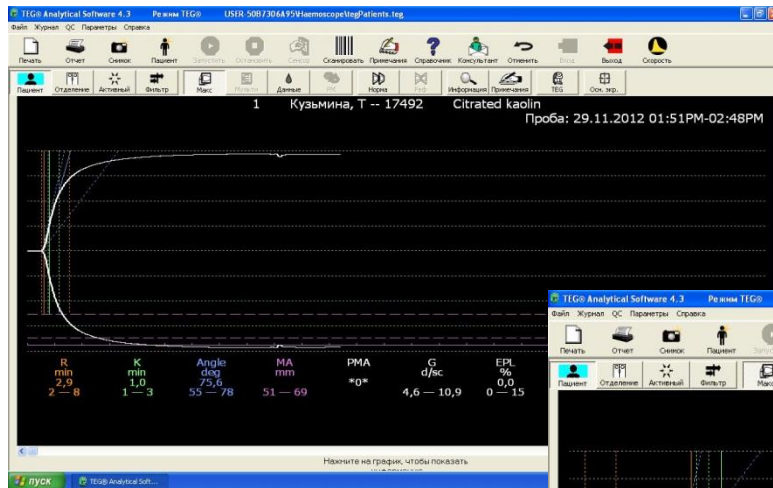 TEG® Analytical Software 4.3 Режим TEG® USER-50B7306A95\Haemoscope\tegPatients.teg
Файл Журнал QC Параметры Справка
Печать Отчет Снимок Пациент Запустить Остановить Сенсор Сканировать Примечания Справочник Консультант Отменить Вход Выход Скорость
Пациент Отделение Активный Фильтр Макс Мульти Данные МА Норма Реф Информация Примечания TEG Осн. экр.
1 Кузьмина, Т -- 17492 Citrated kaolin
Проба: 29.11.2012 01:51PM-02:48PM
R K Angle MA PMA G EPL
min min deg mm d/sc %
2,9 1,0 75,6 *0* 0,0
2 — 8 1 — 3 55 — 78 51 — 69 4,6 — 10,9 0 — 15
Нажмите на график, чтобы показать
пуск TEG® Analytical Soft...
TEG® Analytical Software 4.3 Режим TEG®
Файл Журнал QC Параметры Справка
Печать Отчет Снимок Пациент
Пациент Отделение Активный Фильтр